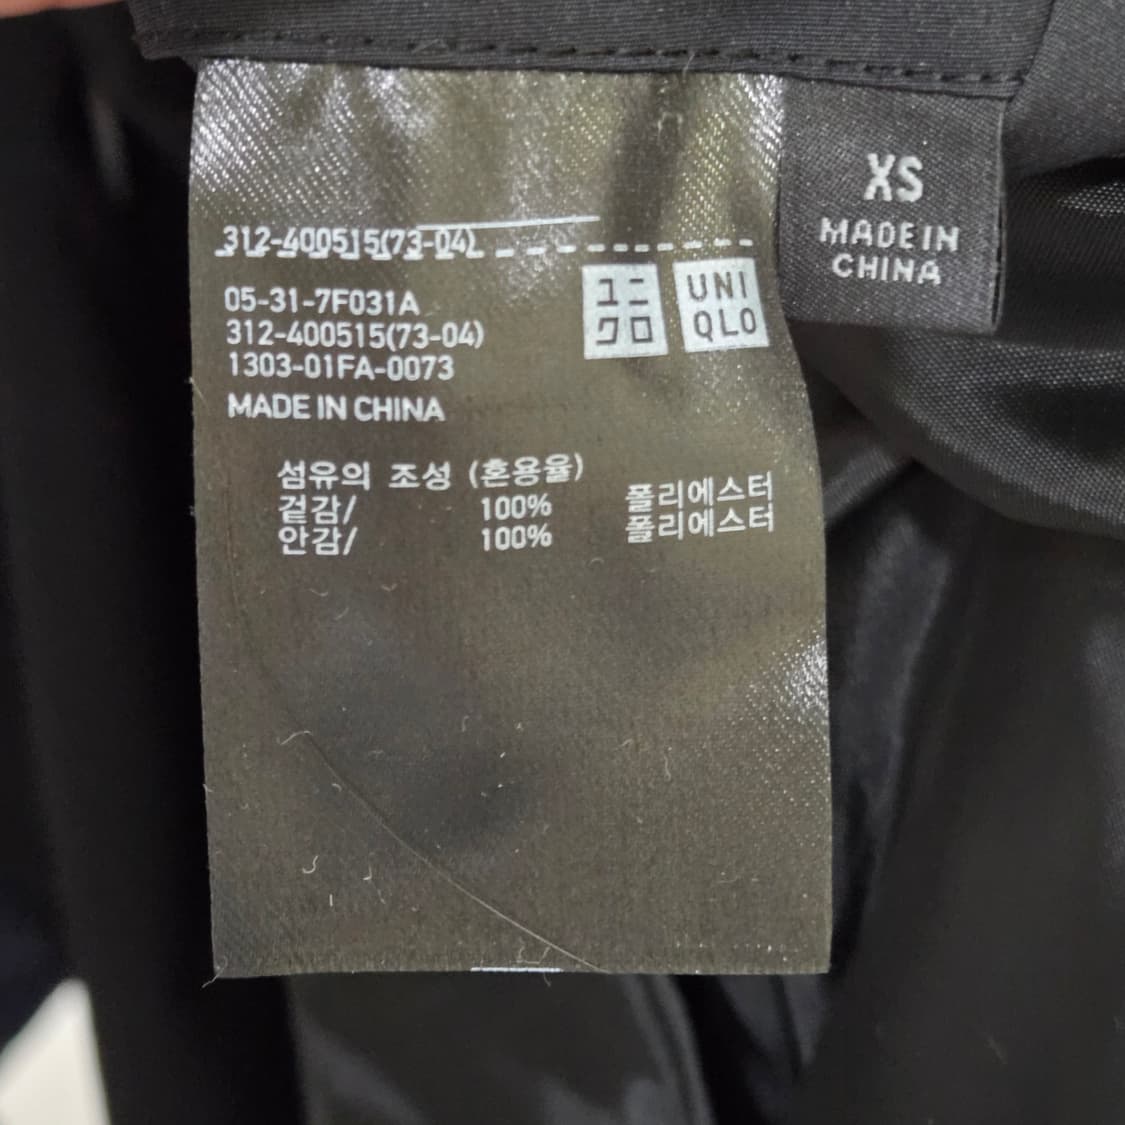 XS
MADE IN
CHINA
312-400515(73-04)
ユニ
クロ
UNI
QLO
05-31-7F031A
312-400515(73-04)
1303-01FA-0073
MADE IN CHINA
섬유의 조성 (혼용율)
겉감/ 100% 폴리에스터
안감/ 100% 폴리에스터